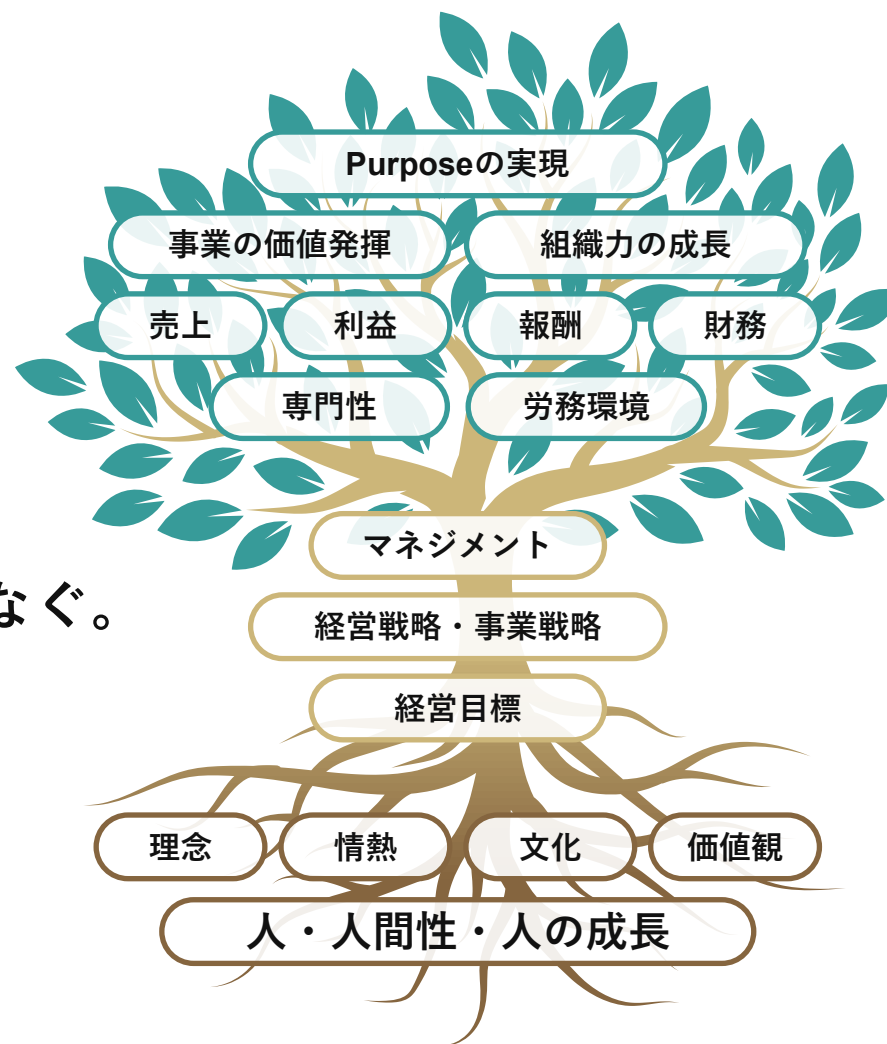 Purposeの実現
事業の価値発揮 組織力の成長
売上 利益 報酬 財務
専門性 労務環境
マネジメント
なぐ。
経営戦略・事業戦略
経営目標
理念 情熱 文化 価値観
人・人間性・人の成長